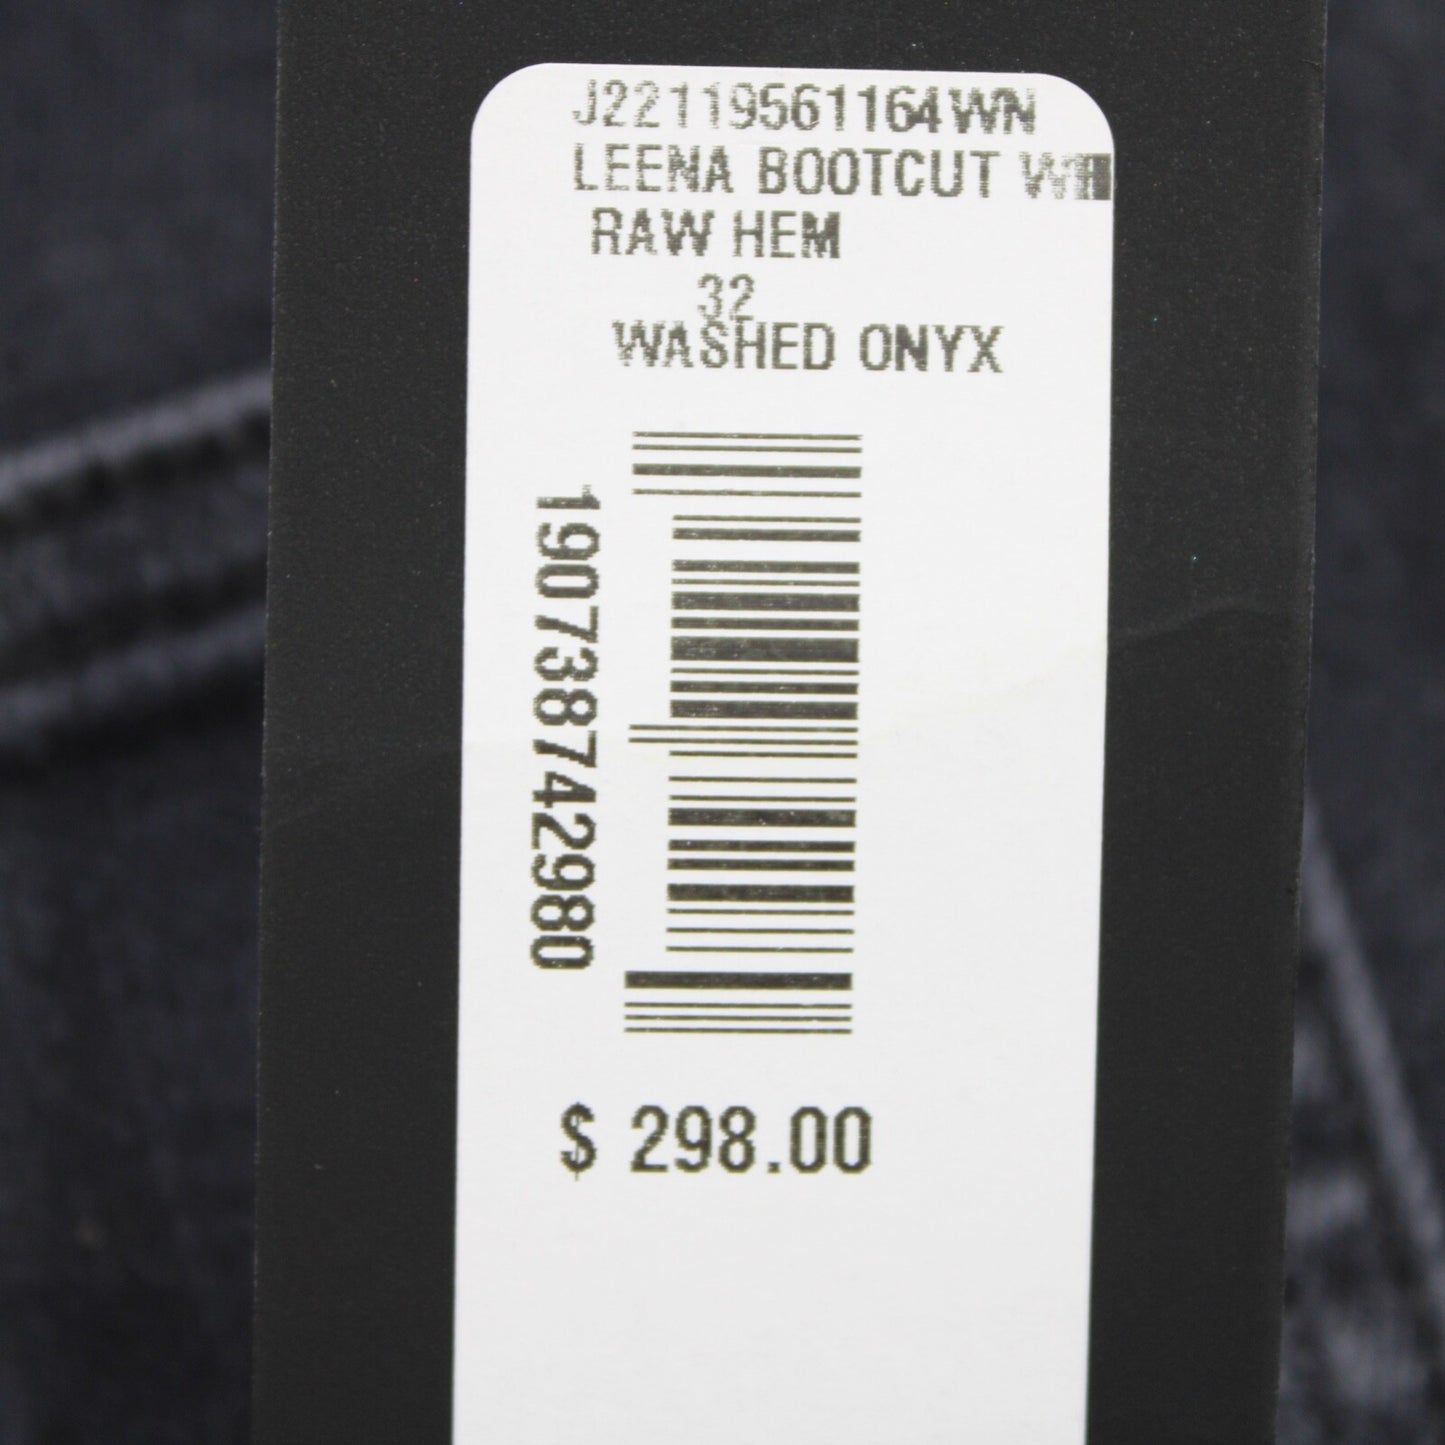 J22119561164WN
LEENA BOOTCUT
RAW HEM
32
WASHED ONYX
190738742980
$ 298.00